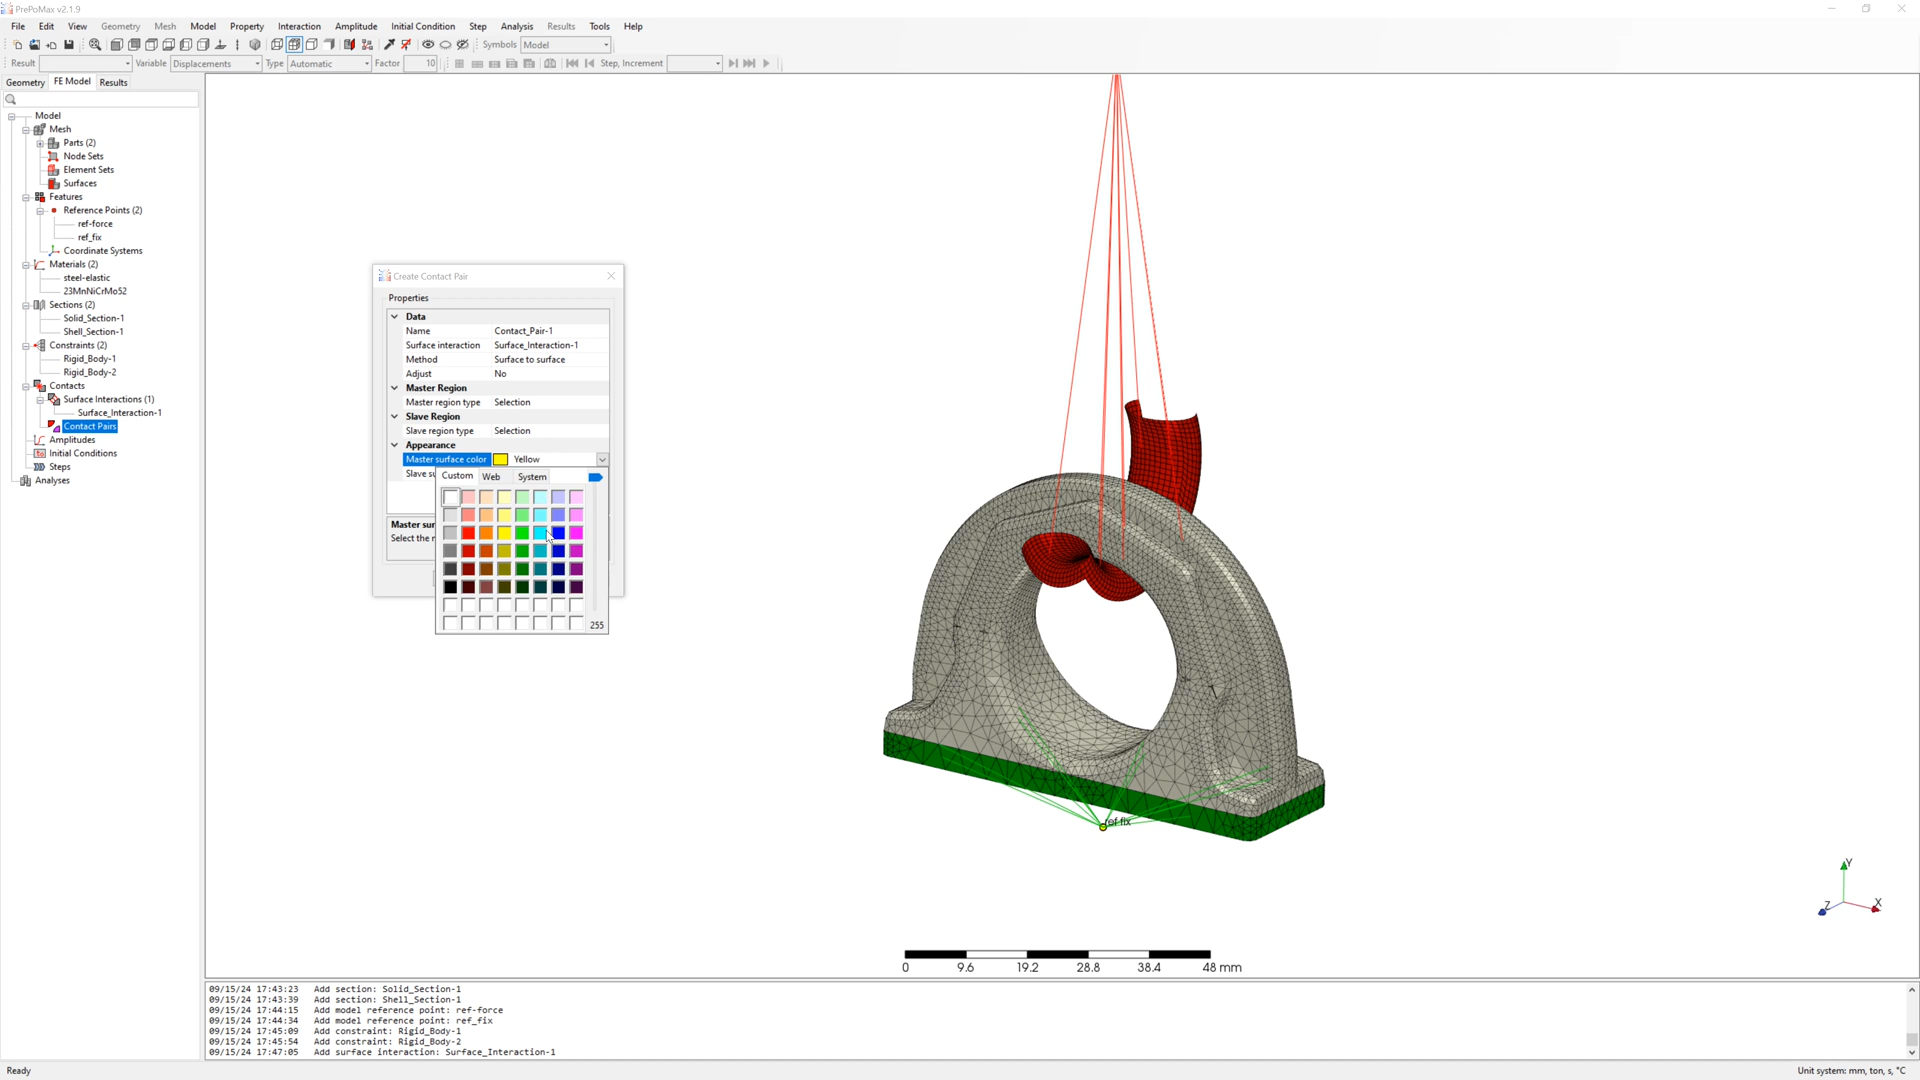 PrePoMax v2.1.9
File Edit View Geometry Mesh Model Property Interaction Amplitude Initial Condition Step Analysis Results Tools Help
Symbols Model
Result Variable Displacements Type Automatic Factor 10 Step, Increment
Geometry FE Model Results
Model
Mesh
Parts (2)
Node Sets
Element Sets
Surfaces
Features
Reference Points (2)
ref-force
ref_fix
Coordinate Systems
Materials (2)
steel-elastic
23MnNiCrMo52
Sections (2)
Solid_Section-1
Shell_Section-1
Constraints (2)
Rigid_Body-1
Rigid_Body-2
Contacts
Surface Interactions (1)
Surface_Interaction-1
Contact Pairs
Amplitudes
Initial Conditions
Steps
Analyses
Create Contact Pair
Properties
Data
Name Contact_Pair-1
Surface interaction Surface_Interaction-1
Method Surface to surface
Adjust No
Master Region
Master region type Selection
Slave Region
Slave region type Selection
Appearance
Master surface color Yellow
Slave su
Custom Web System
Master sur
Select the r
255
ref fix
Y
Z
X
0 9.6 19.2 28.8 38.4 48 mm
09/15/24 17:43:23 Add section: Solid_Section-1
09/15/24 17:43:39 Add section: Shell_Section-1
09/15/24 17:44:15 Add model reference point: ref-force
09/15/24 17:44:34 Add model reference point: ref_fix
09/15/24 17:45:09 Add constraint: Rigid_Body-1
09/15/24 17:45:54 Add constraint: Rigid_Body-2
09/15/24 17:47:05 Add surface interaction: Surface_Interaction-1
Ready
Unit system: mm, ton, s, °C